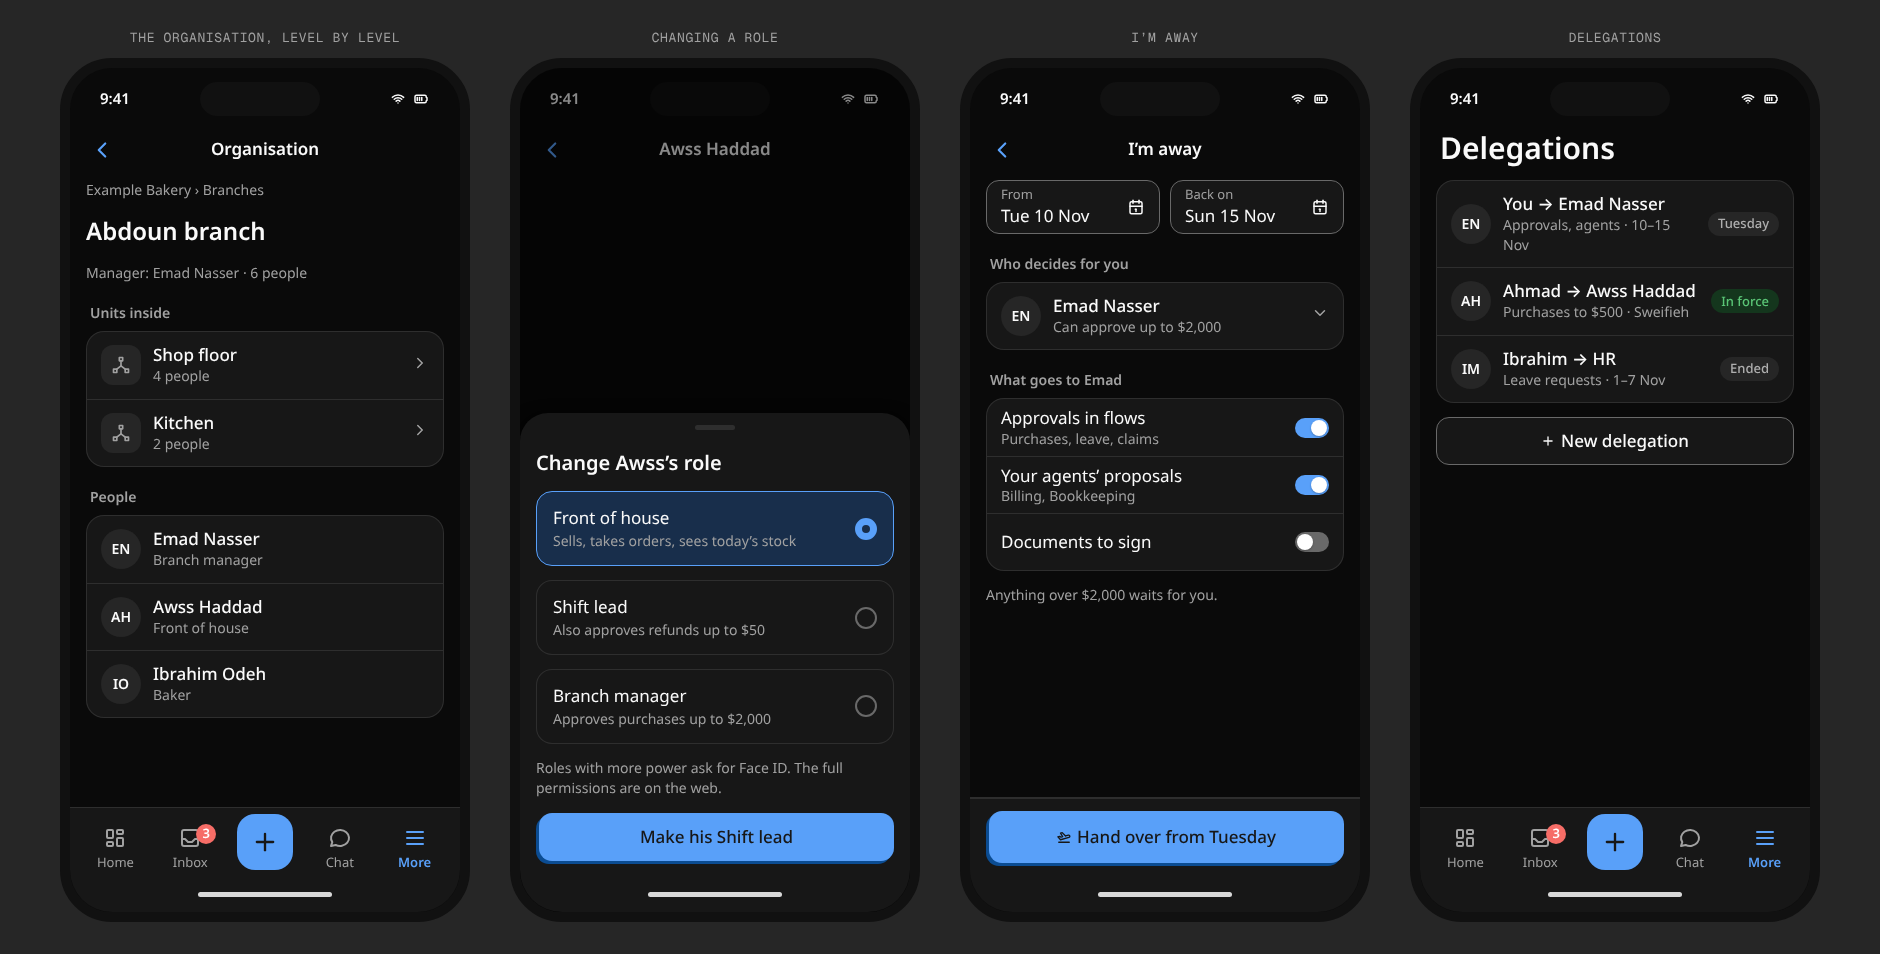 THE ORGANISATION, LEVEL BY LEVEL
9:41
Organisation
Example Bakery › Branches
Abdoun branch
Manager: Emad Nasser · 6 people
Units inside
Shop floor
4 people
Kitchen
2 people
People
EN
Emad Nasser
Branch manager
AH
Awss Haddad
Front of house
IO
Ibrahim Odeh
Baker
Home
Inbox
3
Chat
More
CHANGING A ROLE
9:41
Awss Haddad
Change Awss’s role
Front of house
Sells, takes orders, sees today’s stock
Shift lead
Also approves refunds up to $50
Branch manager
Approves purchases up to $2,000
Roles with more power ask for Face ID. The full
permissions are on the web.
Make his Shift lead
I’M AWAY
9:41
I’m away
From
Tue 10 Nov
Back on
Sun 15 Nov
Who decides for you
EN
Emad Nasser
Can approve up to $2,000
What goes to Emad
Approvals in flows
Purchases, leave, claims
Your agents’ proposals
Billing, Bookkeeping
Documents to sign
Anything over $2,000 waits for you.
Hand over from Tuesday
DELEGATIONS
9:41
Delegations
EN
You → Emad Nasser
Approvals, agents · 10–15
Nov
Tuesday
AH
Ahmad → Awss Haddad
Purchases to $500 · Sweifieh
In force
IM
Ibrahim → HR
Leave requests · 1–7 Nov
Ended
+ New delegation
Home
Inbox
3
Chat
More